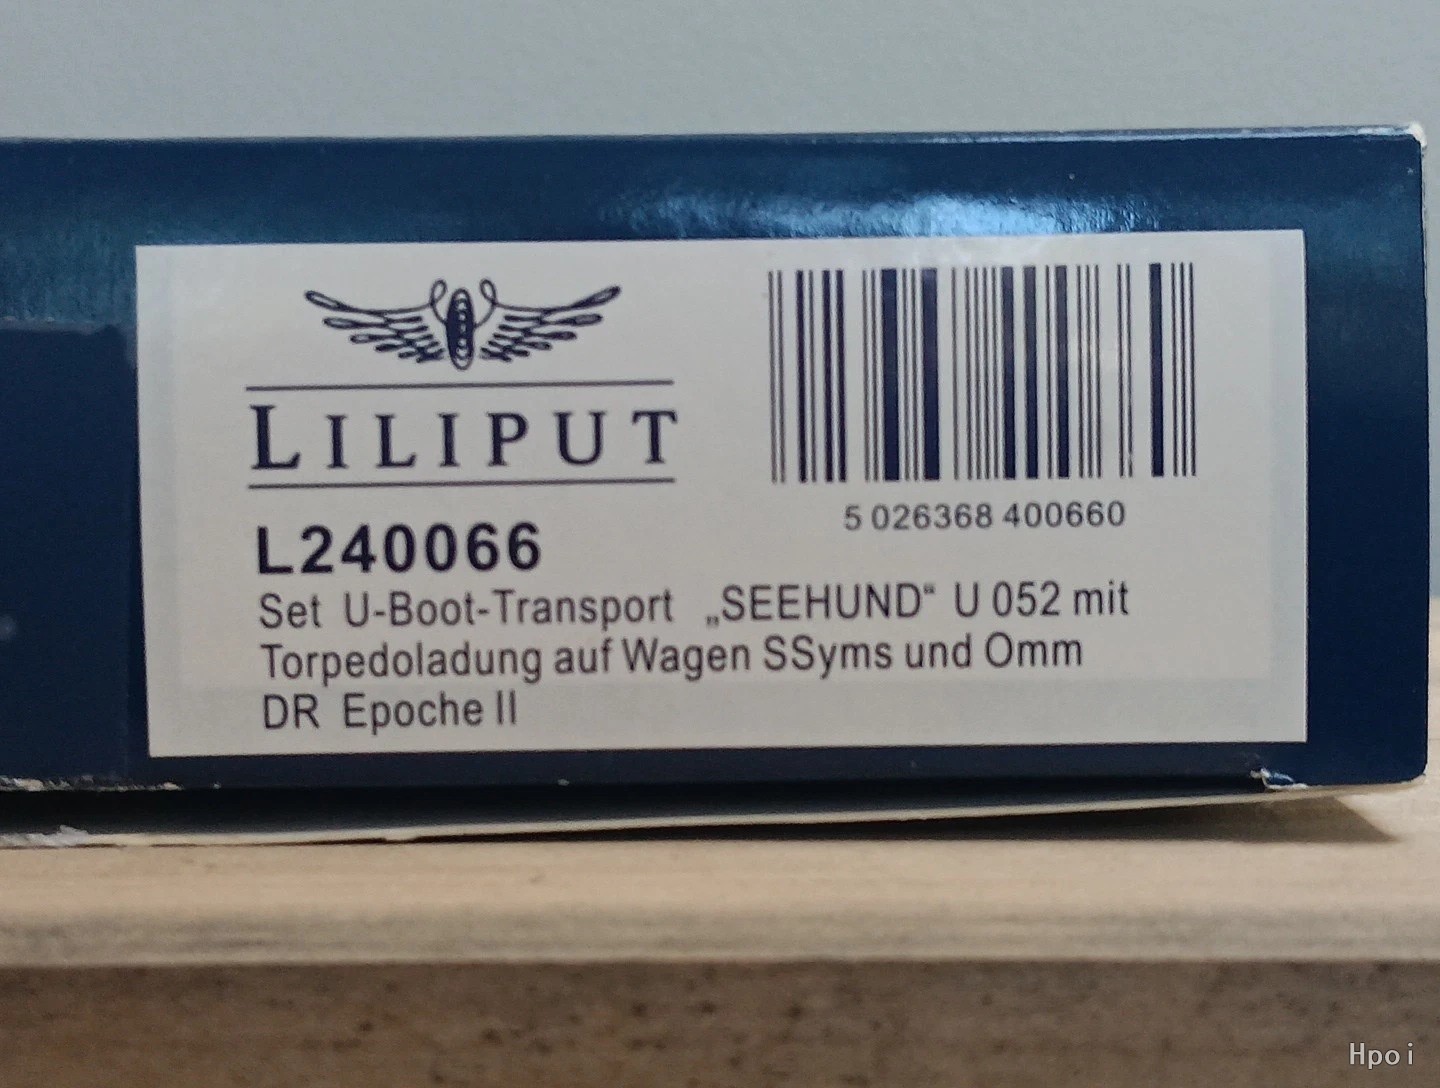 LILIPUT
5 026368 400660
L240066
Set U-Boot-Transport „SEEHUND“ U 052 mit
Torpedoladung auf Wagen SSyms und Omm
DR Epoche II
Hpoi